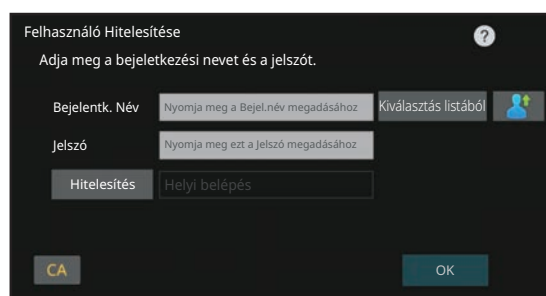 Felhasználó Hitelesítése
?
Adja meg a bejeletkezési nevet és a jelszót.
Bejelentk. Név Nyomja meg a Bejel.név megadásához Kiválasztás listából
Jelszó Nyomja meg ezt a Jelszó megadásához
Hitelesítés Helyi belépés
CA OK